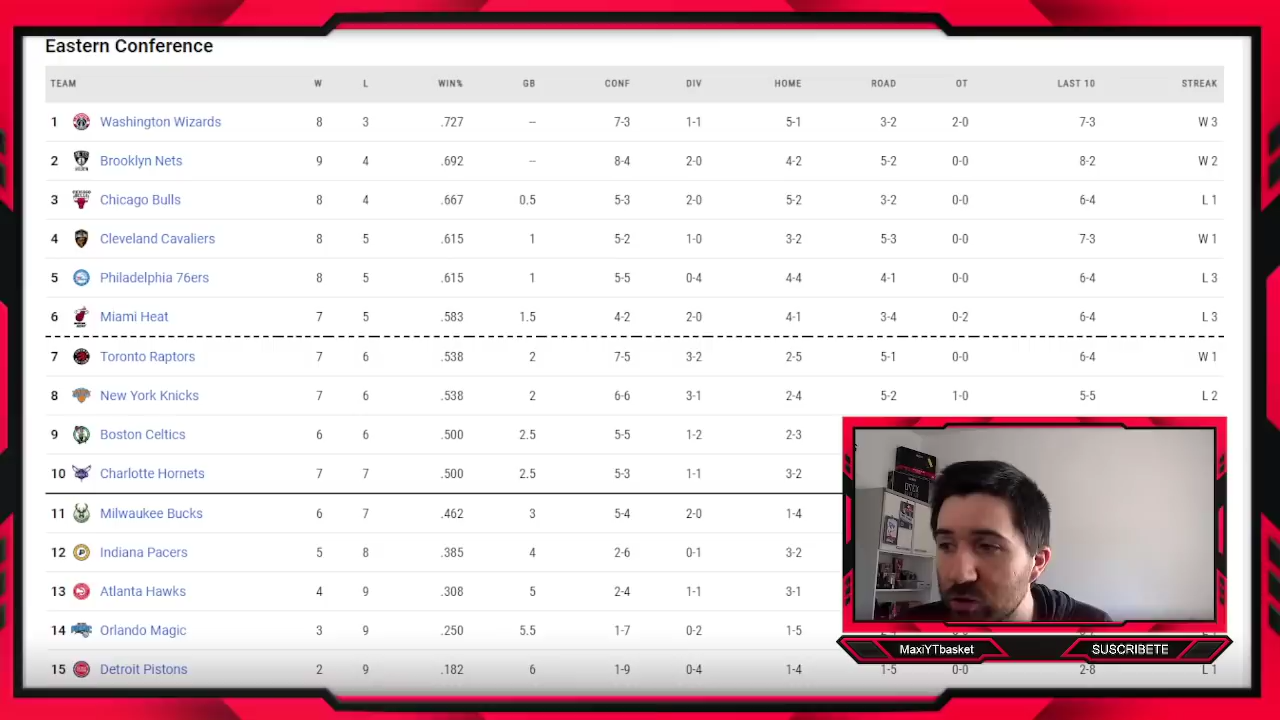 Eastern Conference
TEAM W L WIN% GB CONF DIV HOME ROAD OT LAST 10 STREAK
1 Washington Wizards 8 3 .727 -- 7-3 1-1 5-1 3-2 2-0 7-3 W 3
2 Brooklyn Nets 9 4 .692 -- 8-4 2-0 4-2 5-2 0-0 8-2 W 2
3 Chicago Bulls 8 4 .667 0.5 5-3 2-0 5-2 3-2 0-0 6-4 L 1
4 Cleveland Cavaliers 8 5 .615 1 5-2 1-0 3-2 5-3 0-0 7-3 W 1
5 Philadelphia 76ers 8 5 .615 1 5-5 0-4 4-4 4-1 0-0 6-4 L 3
6 Miami Heat 7 5 .583 1.5 4-2 2-0 4-1 3-4 0-2 6-4 L 3
7 Toronto Raptors 7 6 .538 2 7-5 3-2 2-5 5-1 0-0 6-4 W 1
8 New York Knicks 7 6 .538 2 6-6 3-1 2-4 5-2 1-0 5-5 L 2
9 Boston Celtics 6 6 .500 2.5 5-5 1-2 2-3
10 Charlotte Hornets 7 7 .500 2.5 5-3 1-1 3-2
11 Milwaukee Bucks 6 7 .462 3 5-4 2-0 1-4
12 Indiana Pacers 5 8 .385 4 2-6 0-1 3-2
13 Atlanta Hawks 4 9 .308 5 2-4 1-1 3-1
14 Orlando Magic 3 9 .250 5.5 1-7 0-2 1-5
15 Detroit Pistons 2 9 .182 6 1-9 0-4 1-4 1-5 0-0 2-8 L 1
MaxiYTbasket
SUSCRIBETE